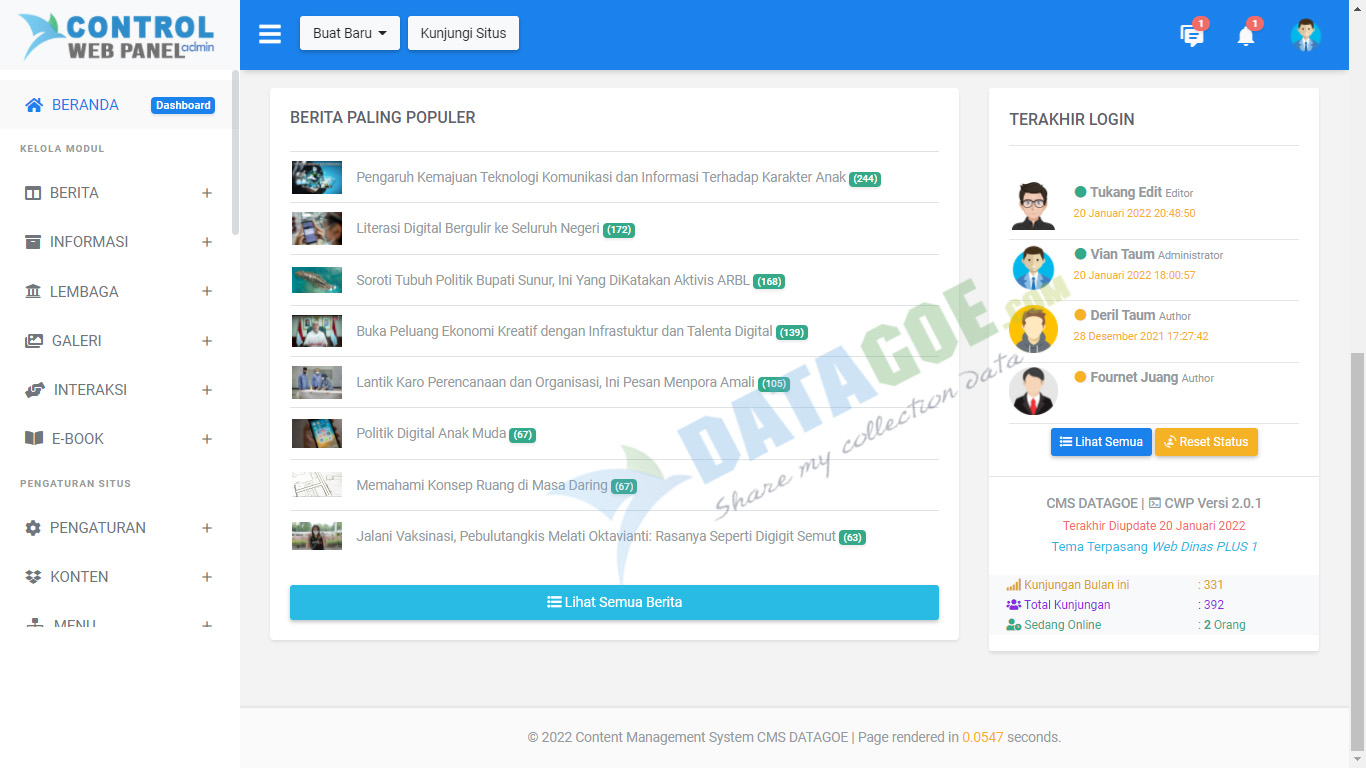 CONTROL
WEB PANEL admin
Buat Baru
Kunjungi Situs
1
1
BERANDA
Dashboard
KELOLA MODUL
BERITA
INFORMASI
LEMBAGA
GALERI
INTERAKSI
E-BOOK
PENGATURAN SITUS
PENGATURAN
KONTEN
MENU
BERITA PALING POPULER
Pengaruh Kemajuan Teknologi Komunikasi dan Informasi Terhadap Karakter Anak (244)
Literasi Digital Bergulir ke Seluruh Negeri (172)
Soroti Tubuh Politik Bupati Sunur, Ini Yang DiKatakan Aktivis ARBL (168)
Buka Peluang Ekonomi Kreatif dengan Infrastuktur dan Talenta Digital (139)
Lantik Karo Perencanaan dan Organisasi, Ini Pesan Menpora Amali (105)
Politik Digital Anak Muda (67)
Memahami Konsep Ruang di Masa Daring (67)
Jalani Vaksinasi, Pebulutangkis Melati Oktavianti: Rasanya Seperti Digigit Semut (63)
Lihat Semua Berita
TERAKHIR LOGIN
Tukang Edit Editor
20 Januari 2022 20:48:50
Vian Taum Administrator
20 Januari 2022 18:00:57
Deril Taum Author
28 Desember 2021 17:27:42
Fournet Juang Author
Lihat Semua
Reset Status
CMS DATAGOE | CWP Versi 2.0.1
Terakhir Diupdate 20 Januari 2022
Tema Terpasang Web Dinas PLUS 1
Kunjungan Bulan ini : 331
Total Kunjungan : 392
Sedang Online : 2 Orang
DATAGOE.COM
Share my collection data
© 2022 Content Management System CMS DATAGOE | Page rendered in 0.0547 seconds.